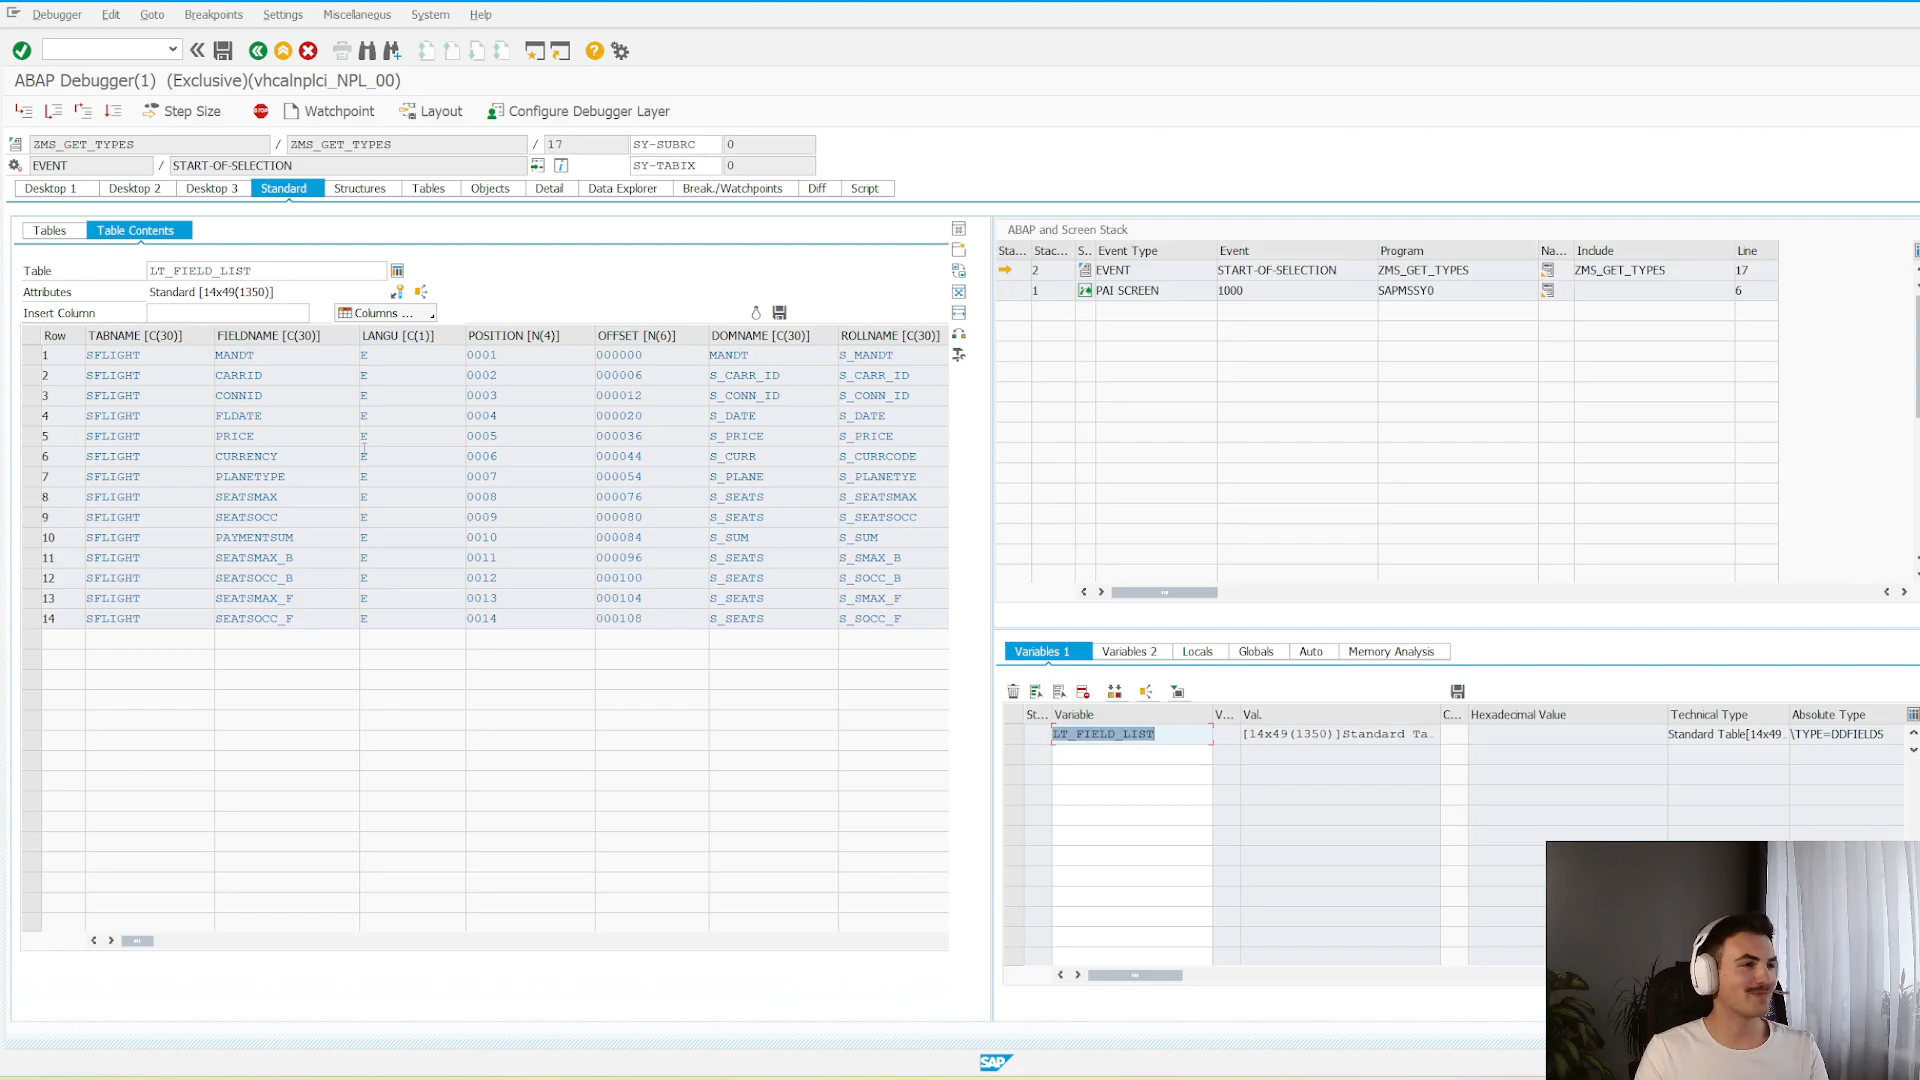 Debugger Edit Goto Breakpoints Settings Miscellaneous System Help
ABAP Debugger(1) (Exclusive)(vhcalnplci_NPL_00)
Step Size STOP Watchpoint Layout Configure Debugger Layer
ZMS_GET_TYPES / ZMS_GET_TYPES / 17 SY-SUBRC 0
EVENT / START-OF-SELECTION SY-TABIX 0
Desktop 1 Desktop 2 Desktop 3 Standard Structures Tables Objects Detail Data Explorer Break./Watchpoints Diff Script
Tables Table Contents
Table LT_FIELD_LIST
Attributes Standard [14x49(1350)]
Insert Column Columns ...
Row TABNAME [C(30)] FIELDNAME [C(30)] LANGU [C(1)] POSITION [N(4)] OFFSET [N(6)] DOMNAME [C(30)] ROLLNAME [C(30)]
1 SFLIGHT MANDT E 0001 000000 MANDT S_MANDT
2 SFLIGHT CARRID E 0002 000006 S_CARR_ID S_CARR_ID
3 SFLIGHT CONNID E 0003 000012 S_CONN_ID S_CONN_ID
4 SFLIGHT FLDATE E 0004 000020 S_DATE S_DATE
5 SFLIGHT PRICE E 0005 000036 S_PRICE S_PRICE
6 SFLIGHT CURRENCY E 0006 000044 S_CURR S_CURRCODE
7 SFLIGHT PLANETYPE E 0007 000054 S_PLANE S_PLANETYE
8 SFLIGHT SEATSMAX E 0008 000076 S_SEATS S_SEATSMAX
9 SFLIGHT SEATSOCC E 0009 000080 S_SEATS S_SEATSOCC
10 SFLIGHT PAYMENTSUM E 0010 000084 S_SUM S_SUM
11 SFLIGHT SEATSMAX_B E 0011 000096 S_SEATS S_SMAX_B
12 SFLIGHT SEATSOCC_B E 0012 000100 S_SEATS S_SOCC_B
13 SFLIGHT SEATSMAX_F E 0013 000104 S_SEATS S_SMAX_F
14 SFLIGHT SEATSOCC_F E 0014 000108 S_SEATS S_SOCC_F
ABAP and Screen Stack
Sta... Stac... S.. Event Type Event Program Na... Include Line
2 EVENT START-OF-SELECTION ZMS_GET_TYPES ZMS_GET_TYPES 17
1 PAI SCREEN 1000 SAPMSSY0 6
Variables 1 Variables 2 Locals Globals Auto Memory Analysis
St... Variable V... Val. C... Hexadecimal Value Technical Type Absolute Type
LT_FIELD_LIST [14x49(1350)]Standard Ta Standard Table[14x49... \TYPE=DDFIELDS
SAP